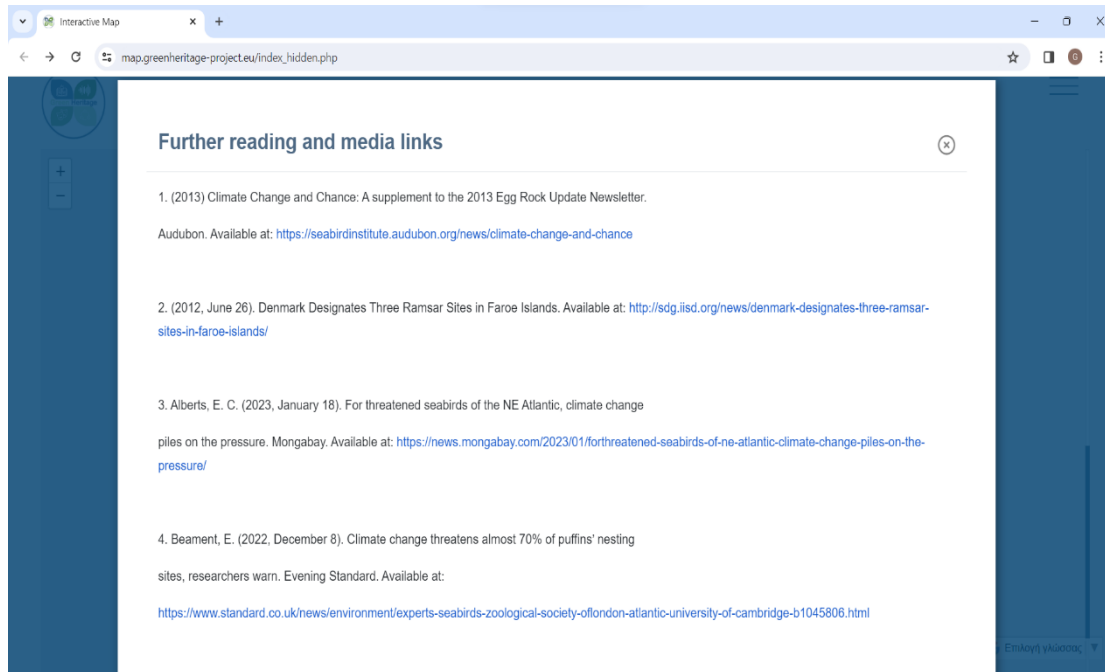 Interactive Map
map.greenheritage-project.eu/index_hidden.php
G
heritage
Further reading and media links
1. (2013) Climate Change and Chance: A supplement to the 2013 Egg Rock Update Newsletter.
Audubon. Available at: https://seabirdinstitute.audubon.org/news/climate-change-and-chance
2. (2012, June 26). Denmark Designates Three Ramsar Sites in Faroe Islands. Available at: http://sdg.iisd.org/news/denmark-designates-three-ramsar-
sites-in-faroe-islands/
3. Alberts, E. C. (2023, January 18). For threatened seabirds of the NE Atlantic, climate change
piles on the pressure. Mongabay. Available at: https://news.mongabay.com/2023/01/forthreatened-seabirds-of-ne-atlantic-climate-change-piles-on-the-
pressure/
4. Beament, E. (2022, December 8). Climate change threatens almost 70% of puffins' nesting
sites, researchers warn. Evening Standard. Available at:
https://www.standard.co.uk/news/environment/experts-seabirds-zoological-society-oflondon-atlantic-university-of-cambridge-b1045806.html
Επιλογή γλώσσας